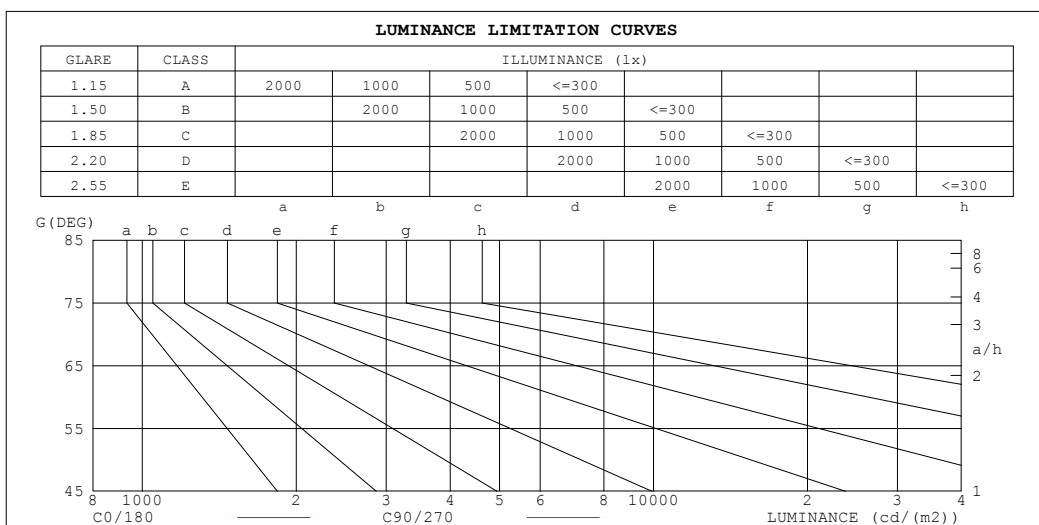 LUMINANCE LIMITATION CURVES
GLARE CLASS ILLUMINANCE (lx)
1.15 A 2000 1000 500 <=300
1.50 B 2000 1000 500 <=300
1.85 C 2000 1000 500 <=300
2.20 D 2000 1000 500 <=300
2.55 E 2000 1000 500 <=300
a b c d e f g h
G(DEG)
85 a b c d e f g h
8
6
75 4
3
a/h
65 2
55
45 1
8 1000 2 3 4 5 6 8 10000 2 3 4
C0/180 C90/270 LUMINANCE (cd/(m2))